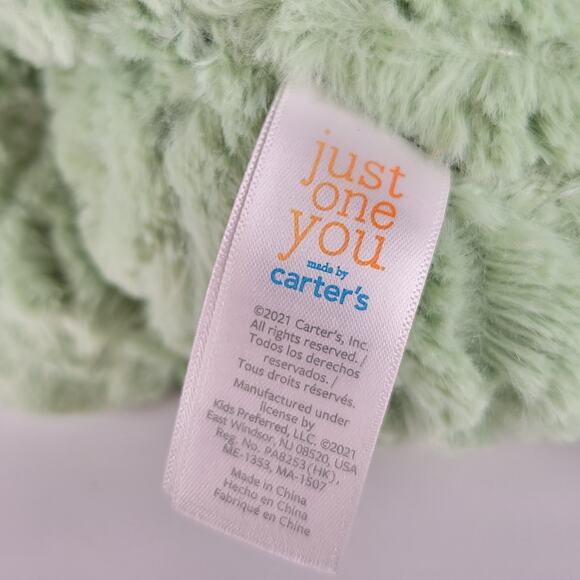 just
one
you.
made by
carter's
©2021 Carter's, Inc.
All rights reserved./
Todos los derechos
reservados./
Tous droits réservés.
Manufactured under
license by
Kids Preferred, LLC. ©2021
East Windsor, NJ 08520, USA
Reg. No. PA8253(HK),
ME-1353, MA-1507
Made in China
Hecho en China
Fabriqué en Chine